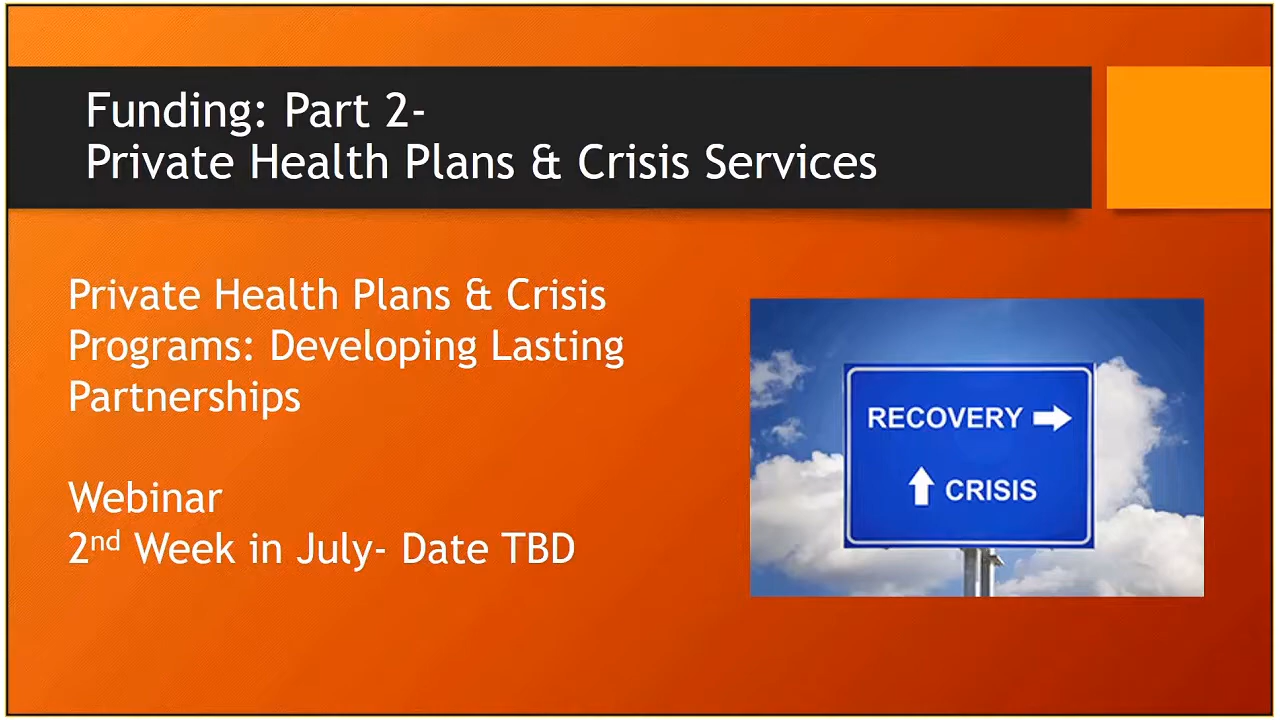 Funding: Part 2-
Private Health Plans & Crisis Services
Private Health Plans & Crisis
Programs: Developing Lasting
Partnerships
Webinar
2nd Week in July- Date TBD
RECOVERY
CRISIS